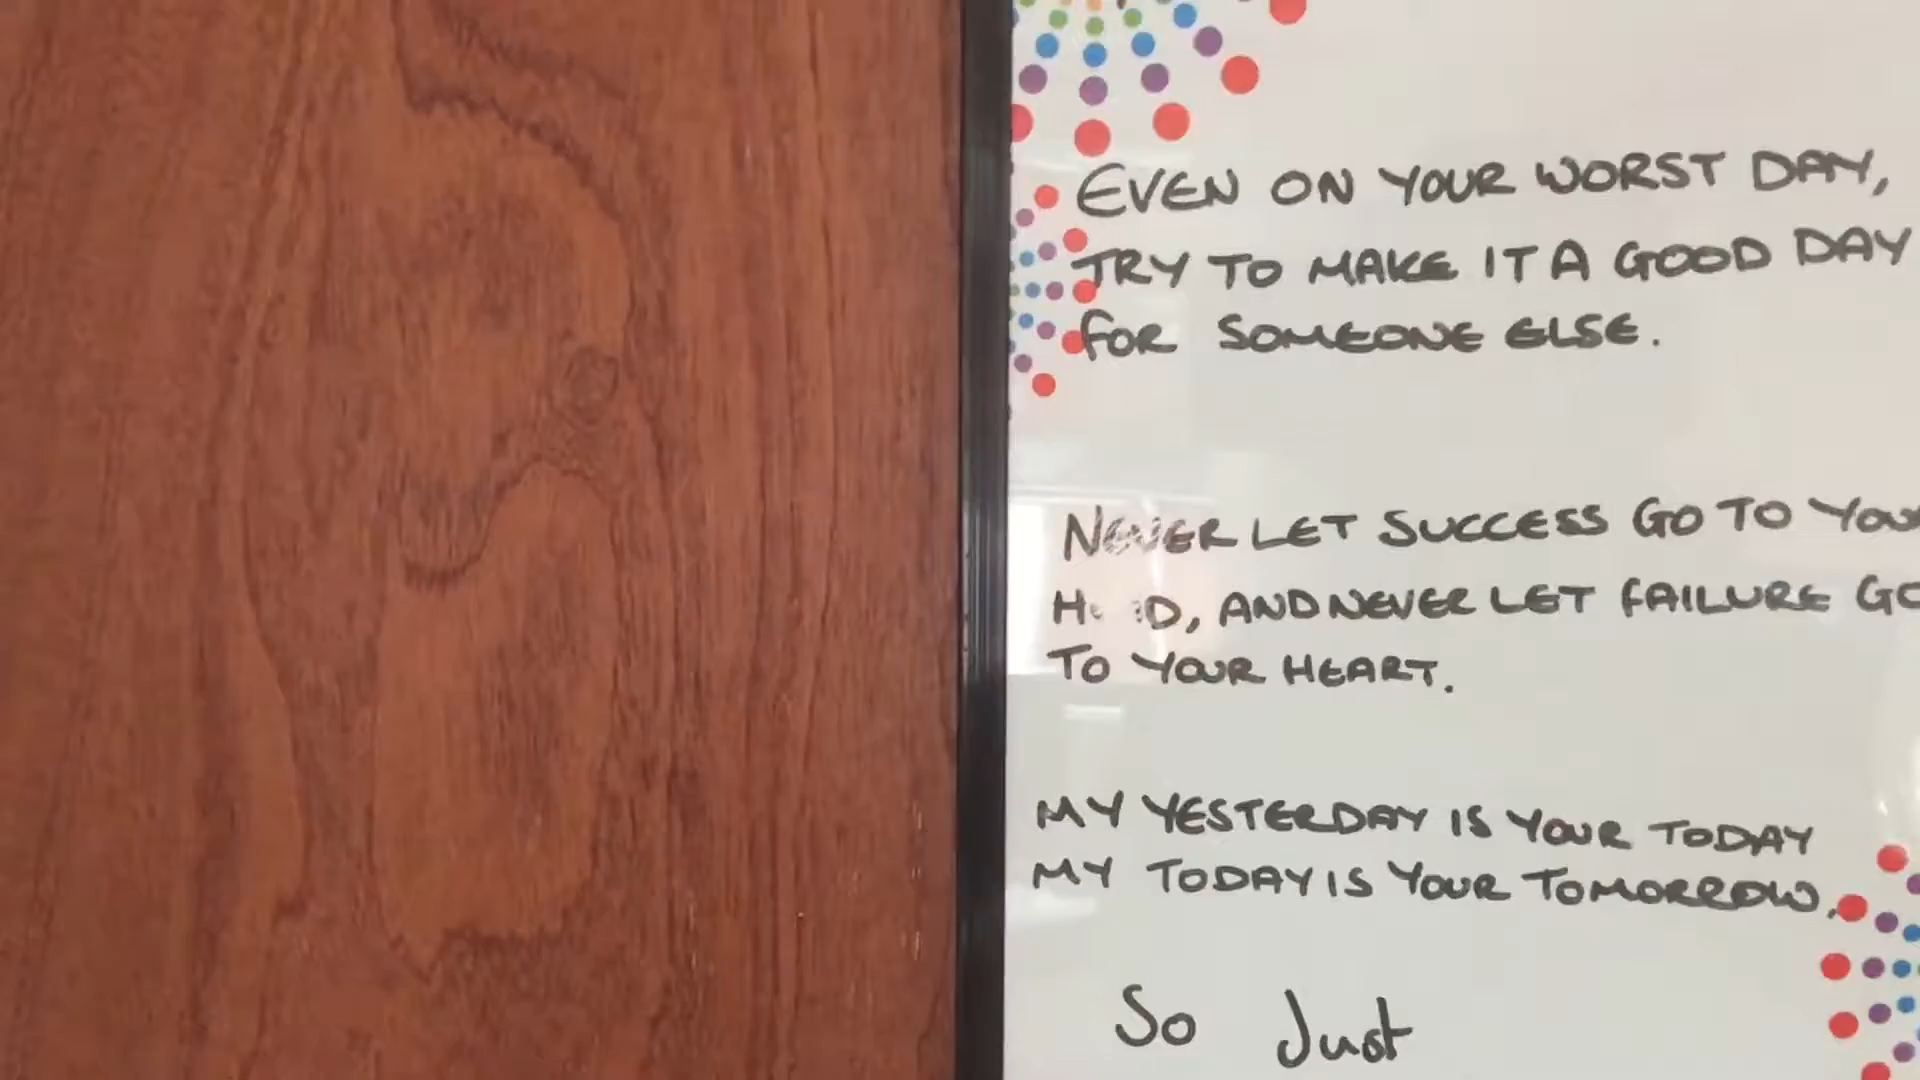 EVEN ON YOUR WORST DAY,
TRY TO MAKE IT A GOOD DAY
FOR SOMEONE ELSE.
NEVER LET SUCCESS GO TO
AND NEVER LET FAILURE GO
TO YOUR HEART.
MY YESTERDAY IS YOUR TODAY
MY TODAY IS YOUR TOMORROW.
So Just